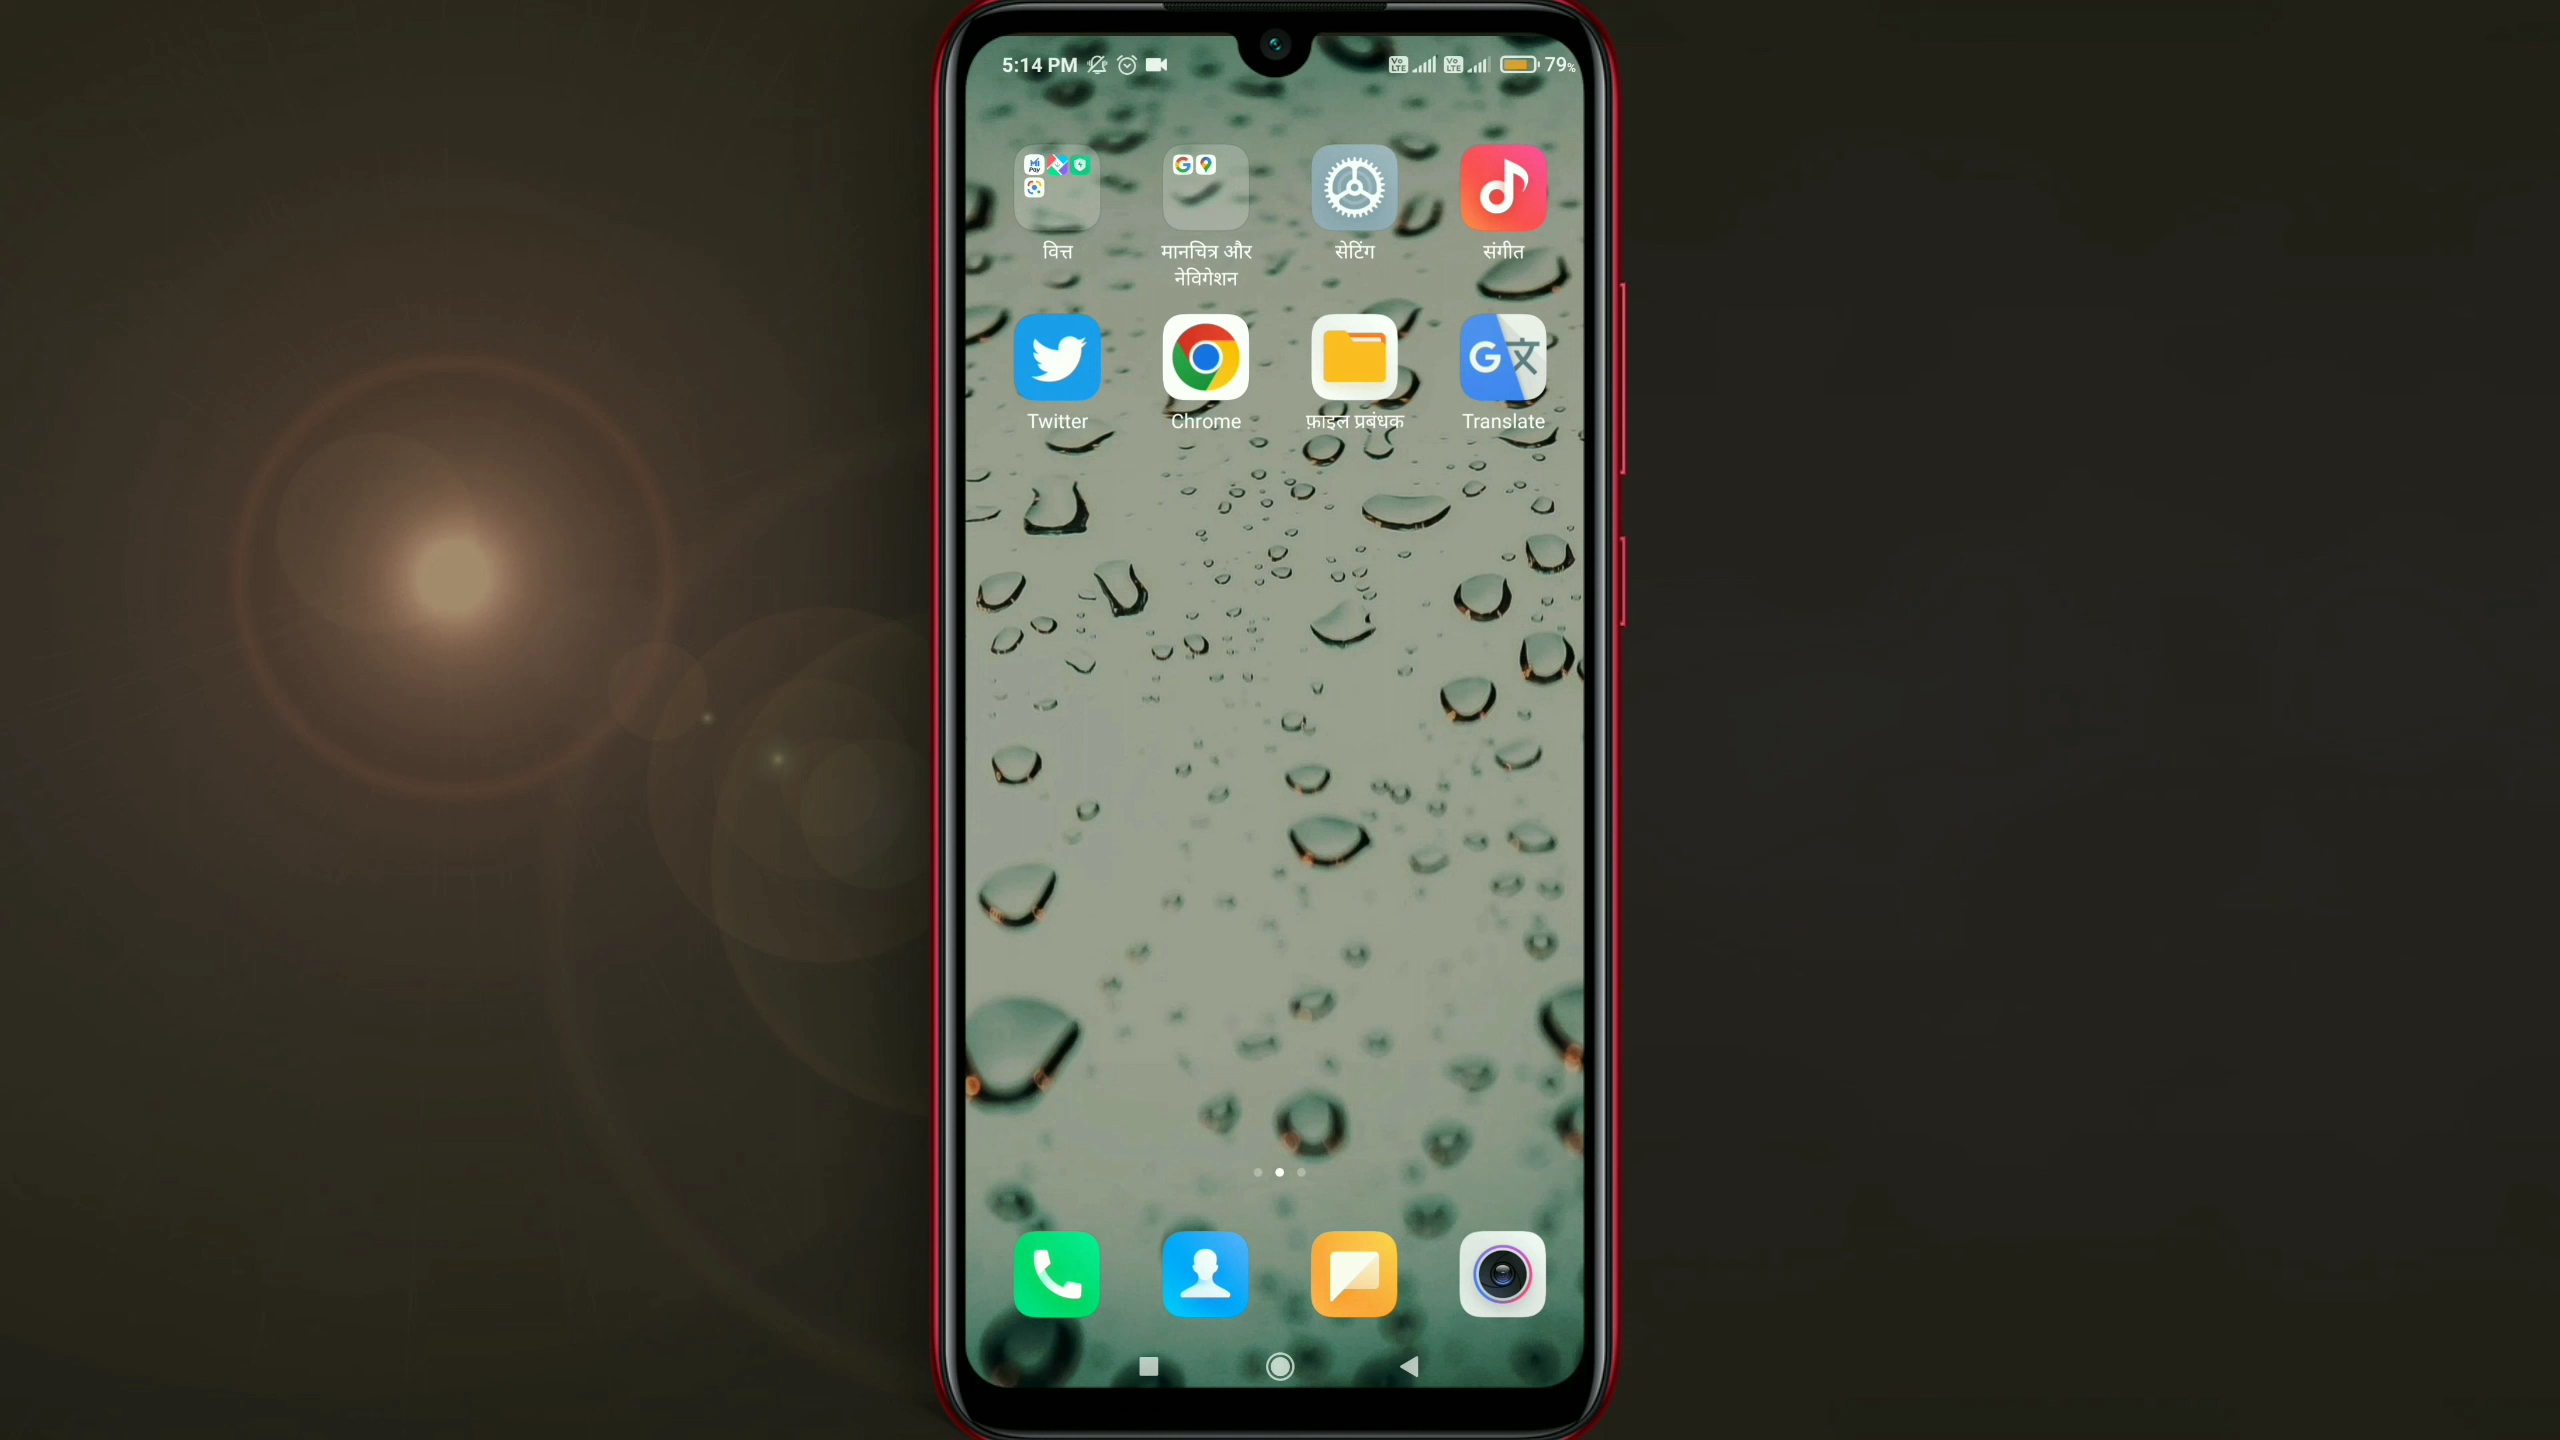 5:14 PM
79%
वित्त
मानचित्र और
नेविगेशन
सेटिंग
संगीत
Twitter
Chrome
फ़ाइल प्रबंधक
Translate